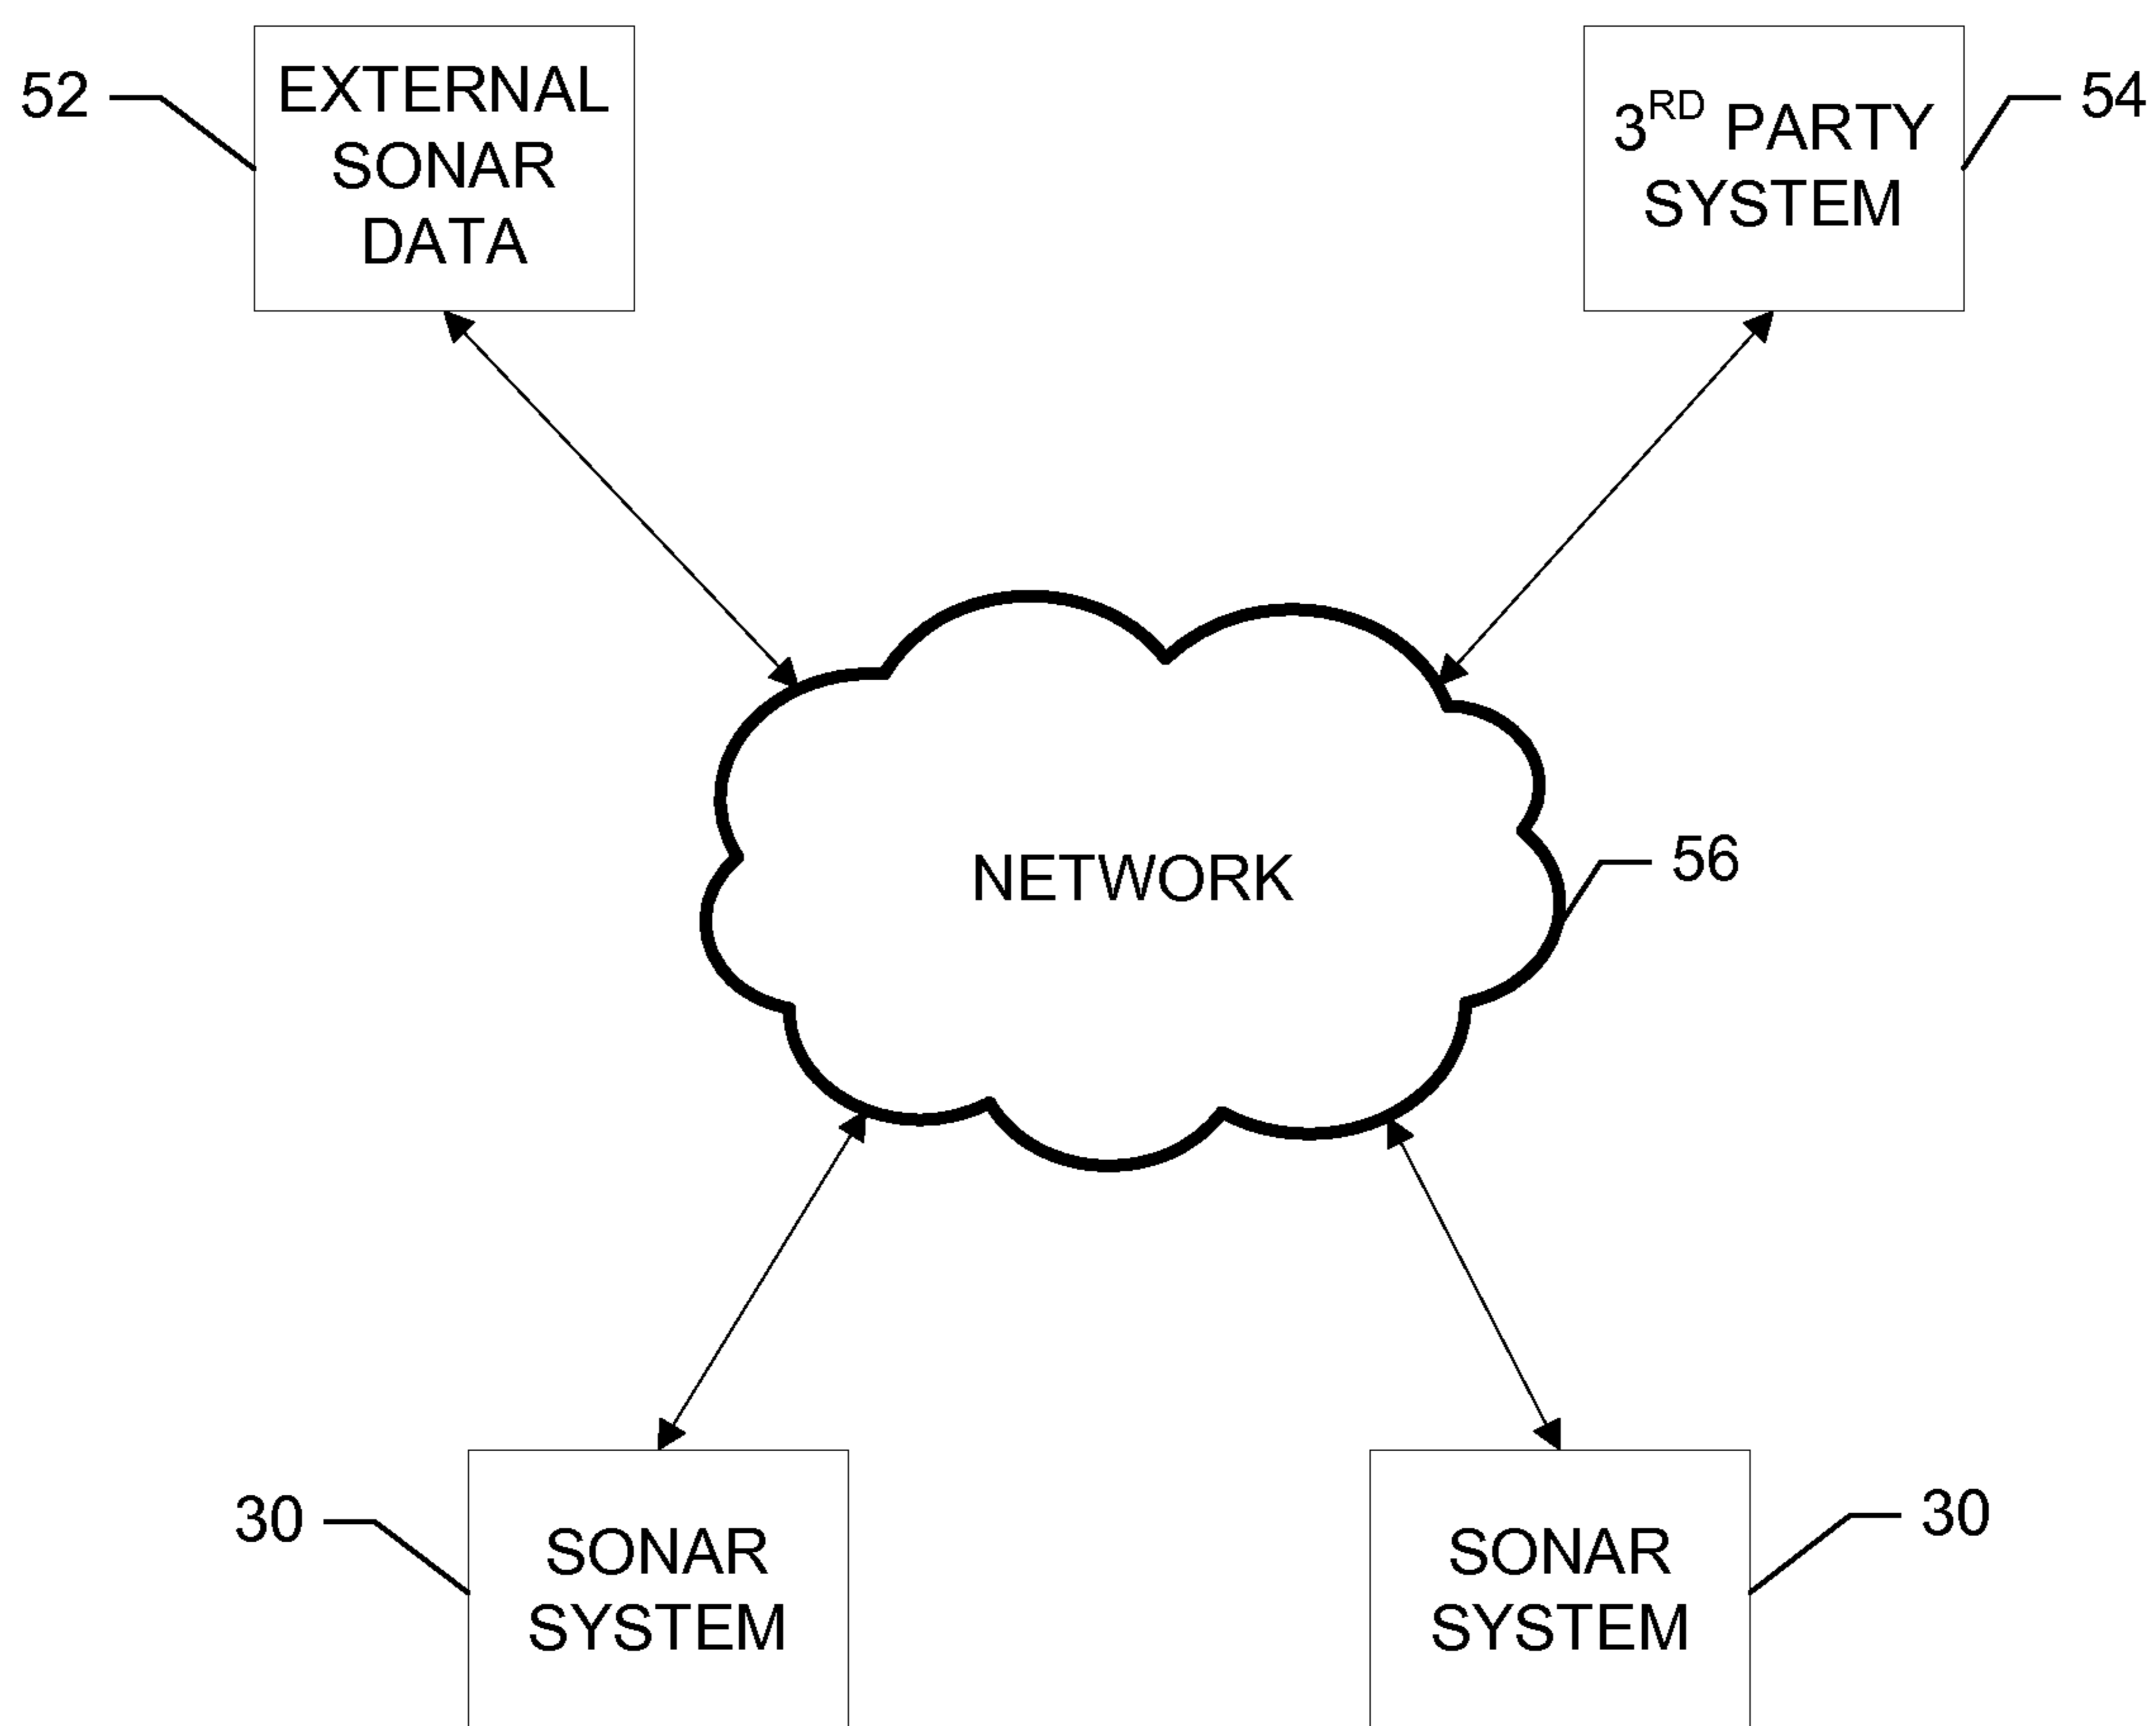 52
EXTERNAL
SONAR
DATA
3RD PARTY
SYSTEM
54
NETWORK
56
30
SONAR
SYSTEM
SONAR
SYSTEM
30